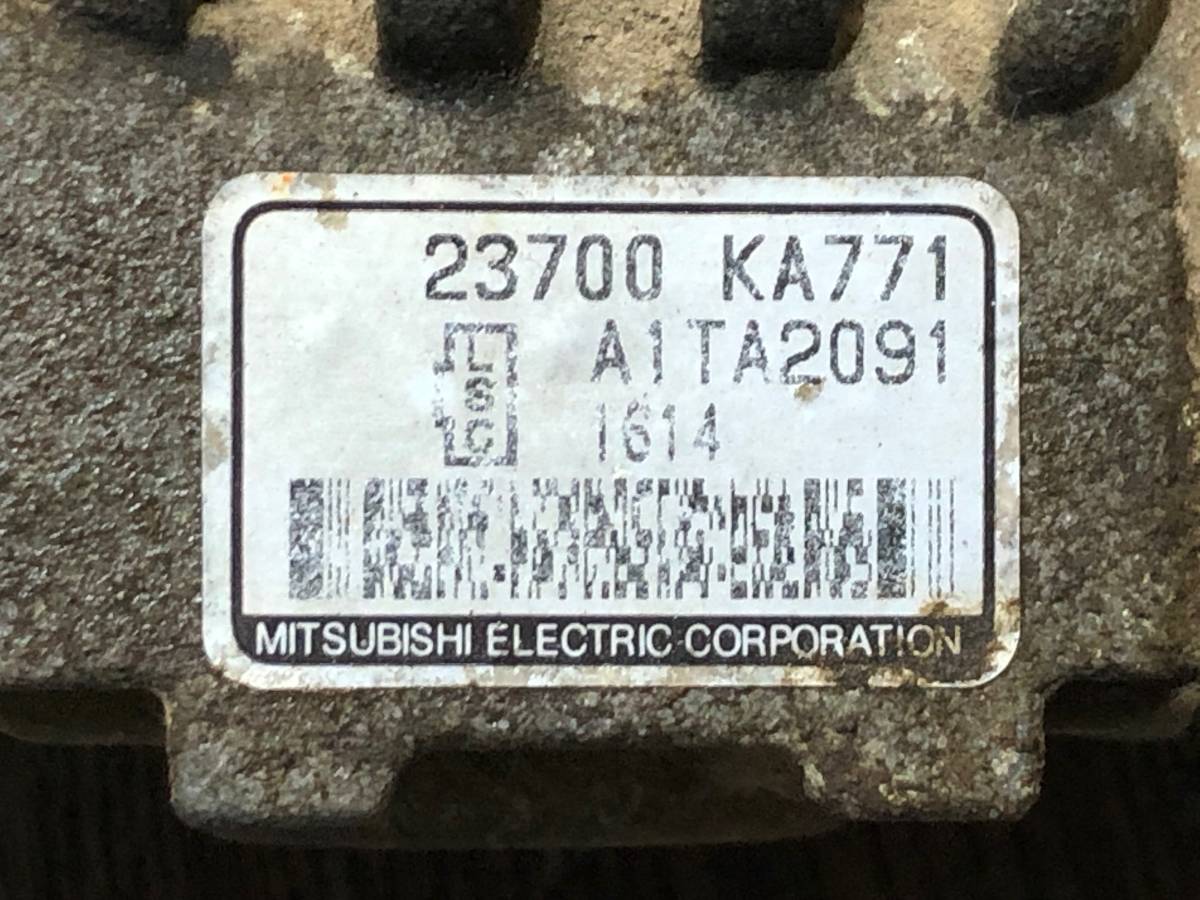 23700 KA771
A1TA2091
1614
MITSUBISHI ELECTRIC CORPORATION